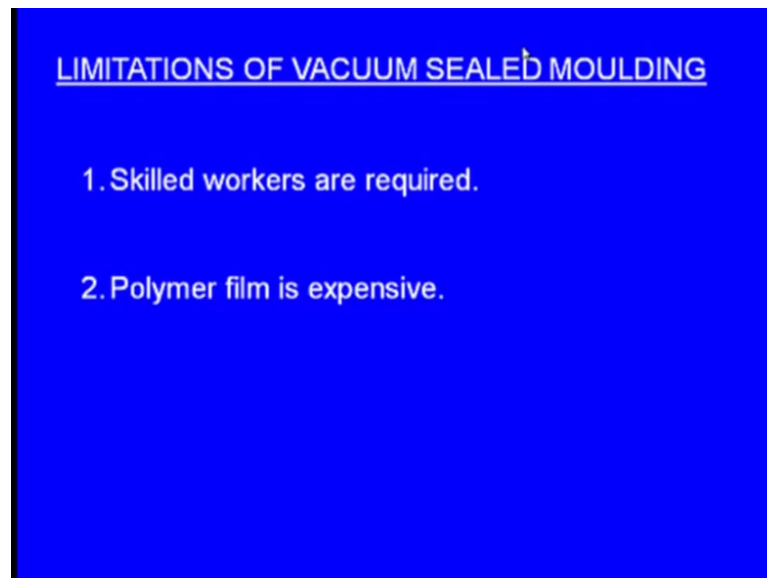 LIMITATIONS OF VACUUM SEALED MOULDING
1. Skilled workers are required.
2. Polymer film is expensive.